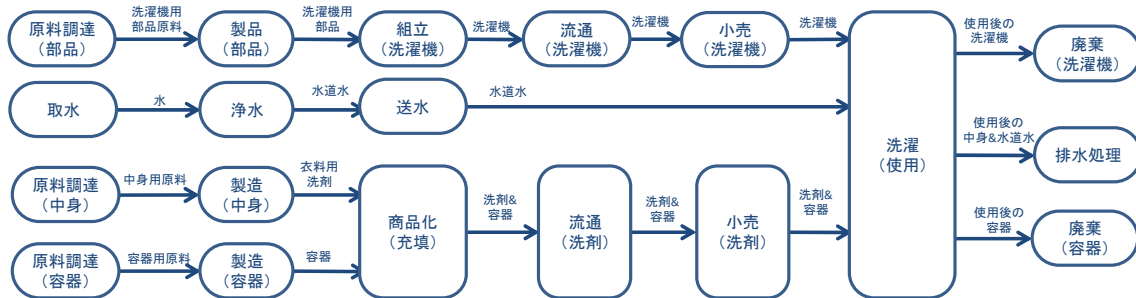 原料調達
（部品）
洗濯機用
部品原料
製品
（部品）
洗濯機用
部品
組立
（洗濯機）
洗濯機
流通
（洗濯機）
洗濯機
小売
（洗濯機）
洗濯機
使用後の
洗濯機
廃棄
（洗濯機）
取水
水
浄水
水道水
送水
水道水
洗濯
（使用）
使用後の
中身&水道水
排水処理
原料調達
（中身）
中身用原料
製造
（中身）
衣料用
洗剤
商品化
（充填）
洗剤&
容器
流通
（洗剤）
洗剤&
容器
小売
（洗剤）
洗剤&
容器
使用後の
容器
廃棄
（容器）
原料調達
（容器）
容器用原料
製造
（容器）
容器